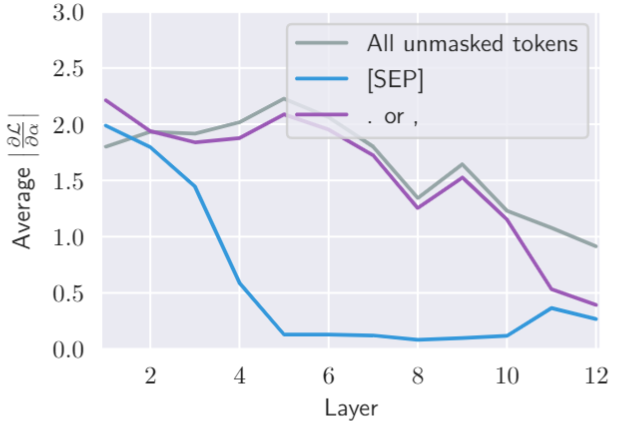 3.0
2.5
2.0
1.5
1.0
0.5
0.0
Average |∂ℒ/∂α|
All unmasked tokens
[SEP]
. or ,
2 4 6 8 10 12
Layer